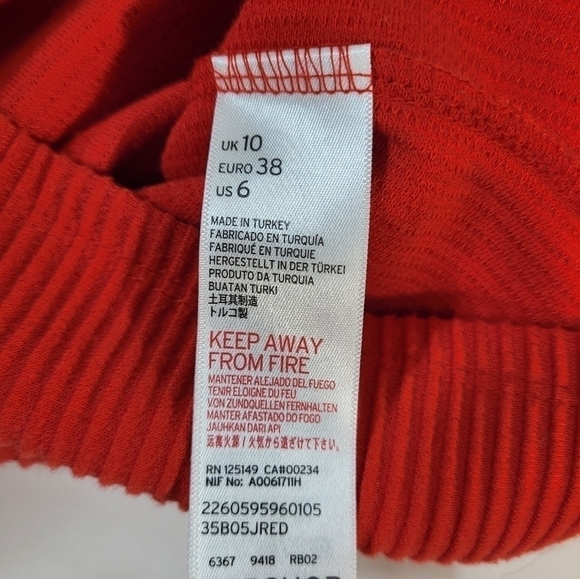 UK 10
EURO 38
US 6
MADE IN TURKEY
FABRICADO EN TURQUÍA
FABRIQUÉ EN TURQUIE
HERGESTELLT IN DER TÜRKEI
PRODUTO DA TURQUIA
BUATAN TURKI
土耳其制造
トルコ製
KEEP AWAY
FROM FIRE
MANTENER ALEJADO DEL FUEGO
TENIR ELOIGNE DU FEU
VON ZUNDQUELLEN FERNHALTEN
MANTER AFASTADO DO FOGO
JAUHKAN DARI API
远离火源 / 火気から遠ざけて下さい。
RN 125149 CA#00234
NIF No: A0061711H
2260595960105
35B05JRED
6367 9418 RB02